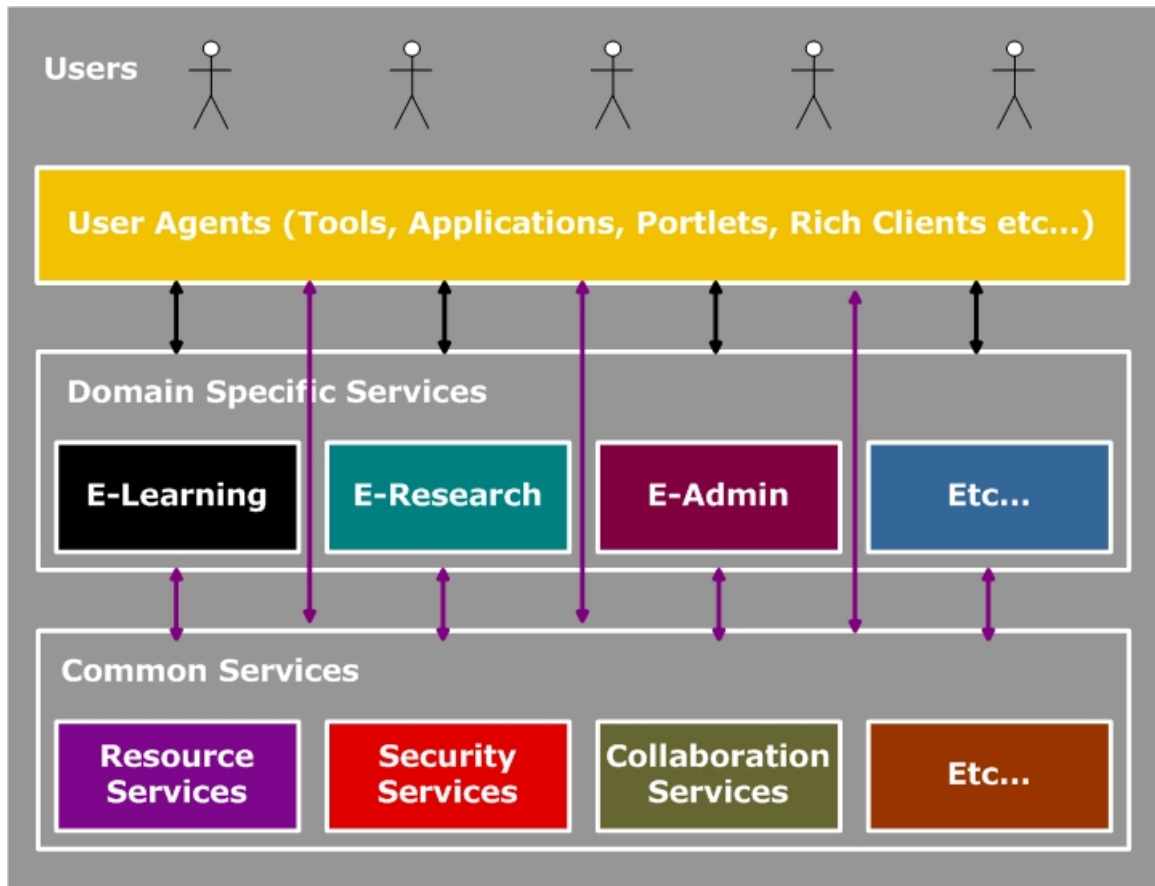 Users
User Agents (Tools, Applications, Portlets, Rich Clients etc...)
Domain Specific Services
E-Learning
E-Research
E-Admin
Etc...
Common Services
Resource
Services
Security
Services
Collaboration
Services
Etc...